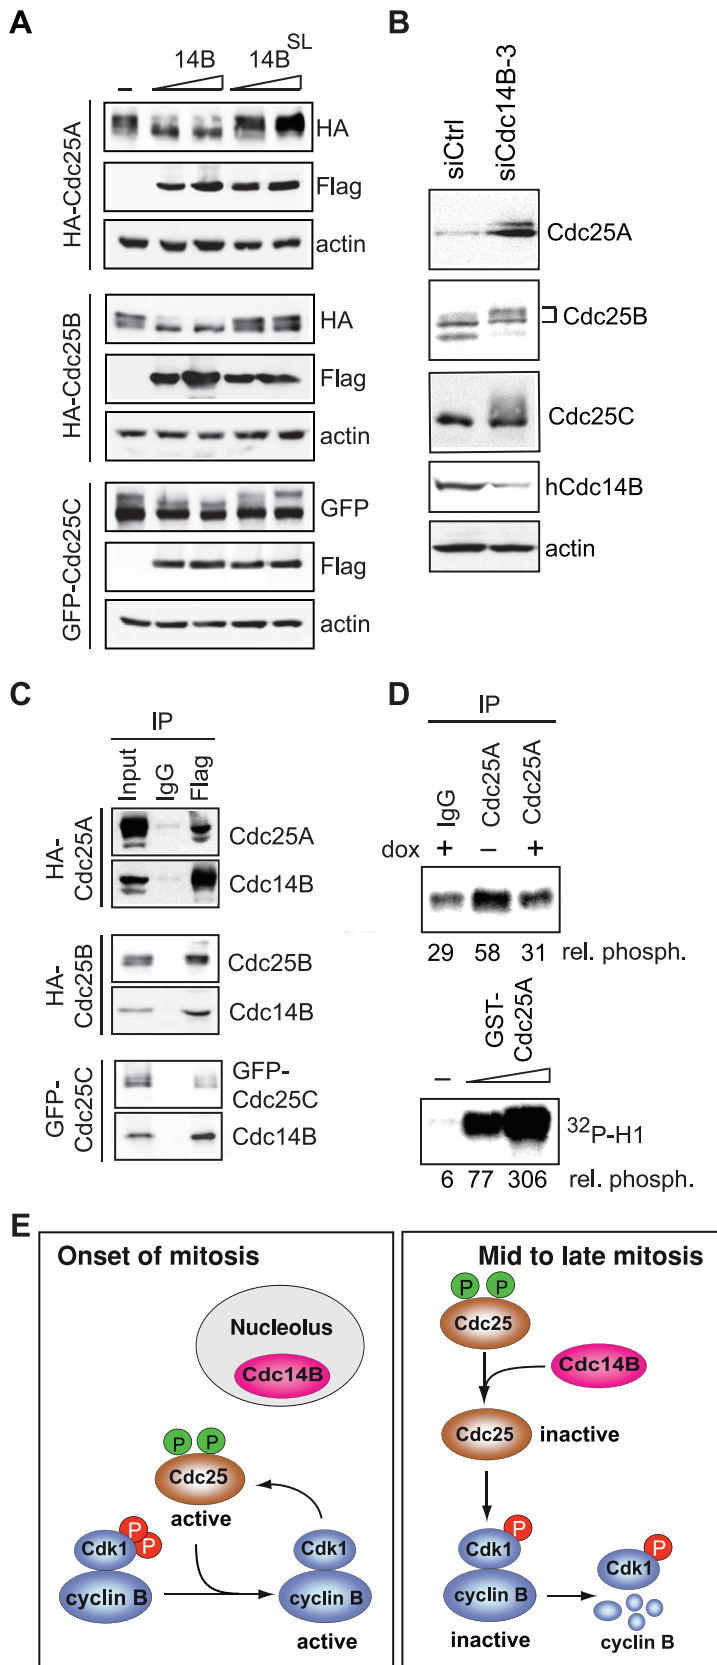 A
14B
14B SL
–
HA-Cdc25A
HA
Flag
actin
HA-Cdc25B
HA
Flag
actin
GFP-Cdc25C
GFP
Flag
actin
B
siCtrl
siCdc14B-3
Cdc25A
Cdc25B
Cdc25C
hCdc14B
actin
C
IP
Input
IgG
Flag
HA-
Cdc25A
Cdc25A
Cdc14B
HA-
Cdc25B
Cdc25B
Cdc14B
GFP-
Cdc25C
GFP-
Cdc25C
Cdc14B
D
IP
IgG
Cdc25A
Cdc25A
dox + – +
29 58 31 rel. phosph.
GST-
Cdc25A
–
32P-H1
6 77 306 rel. phosph.
E
Onset of mitosis
Nucleolus
Cdc14B
P P
Cdc25
active
P
P
Cdk1
cyclin B
Cdk1
cyclin B
active
Mid to late mitosis
P P
Cdc25
Cdc14B
Cdc25
inactive
P
Cdk1
cyclin B
inactive
P
Cdk1
cyclin B